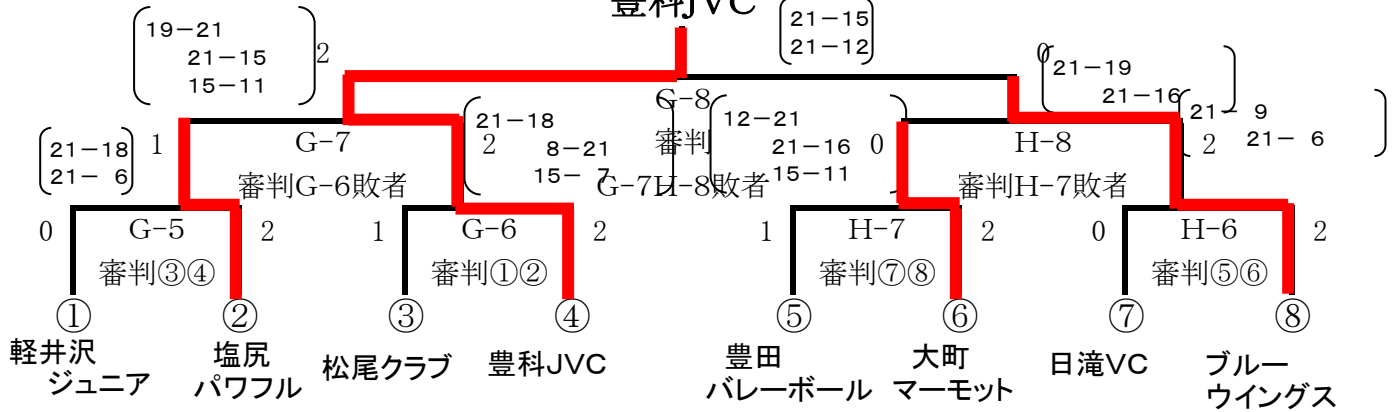 豊科JVC
21-15
21-12
19-21
21-15
15-11
2
0
21-19
21-16
G-8
審判
G-7H-8敗者
21-18
21- 6
1
G-7
2
審判G-6敗者
21-18
8-21
15- 7
12-21
21-16
15-11
0
H-8
2
審判H-7敗者
21- 9
21- 6
0
G-5
2
審判③④
1
G-6
2
審判①②
1
H-7
2
審判⑦⑧
0
H-6
2
審判⑤⑥
①
②
③
④
⑤
⑥
⑦
⑧
軽井沢
ジュニア
塩尻
パワフル
松尾クラブ
豊科JVC
豊田
バレーボール
大町
マーモット
日滝VC
ブルー
ウイングス